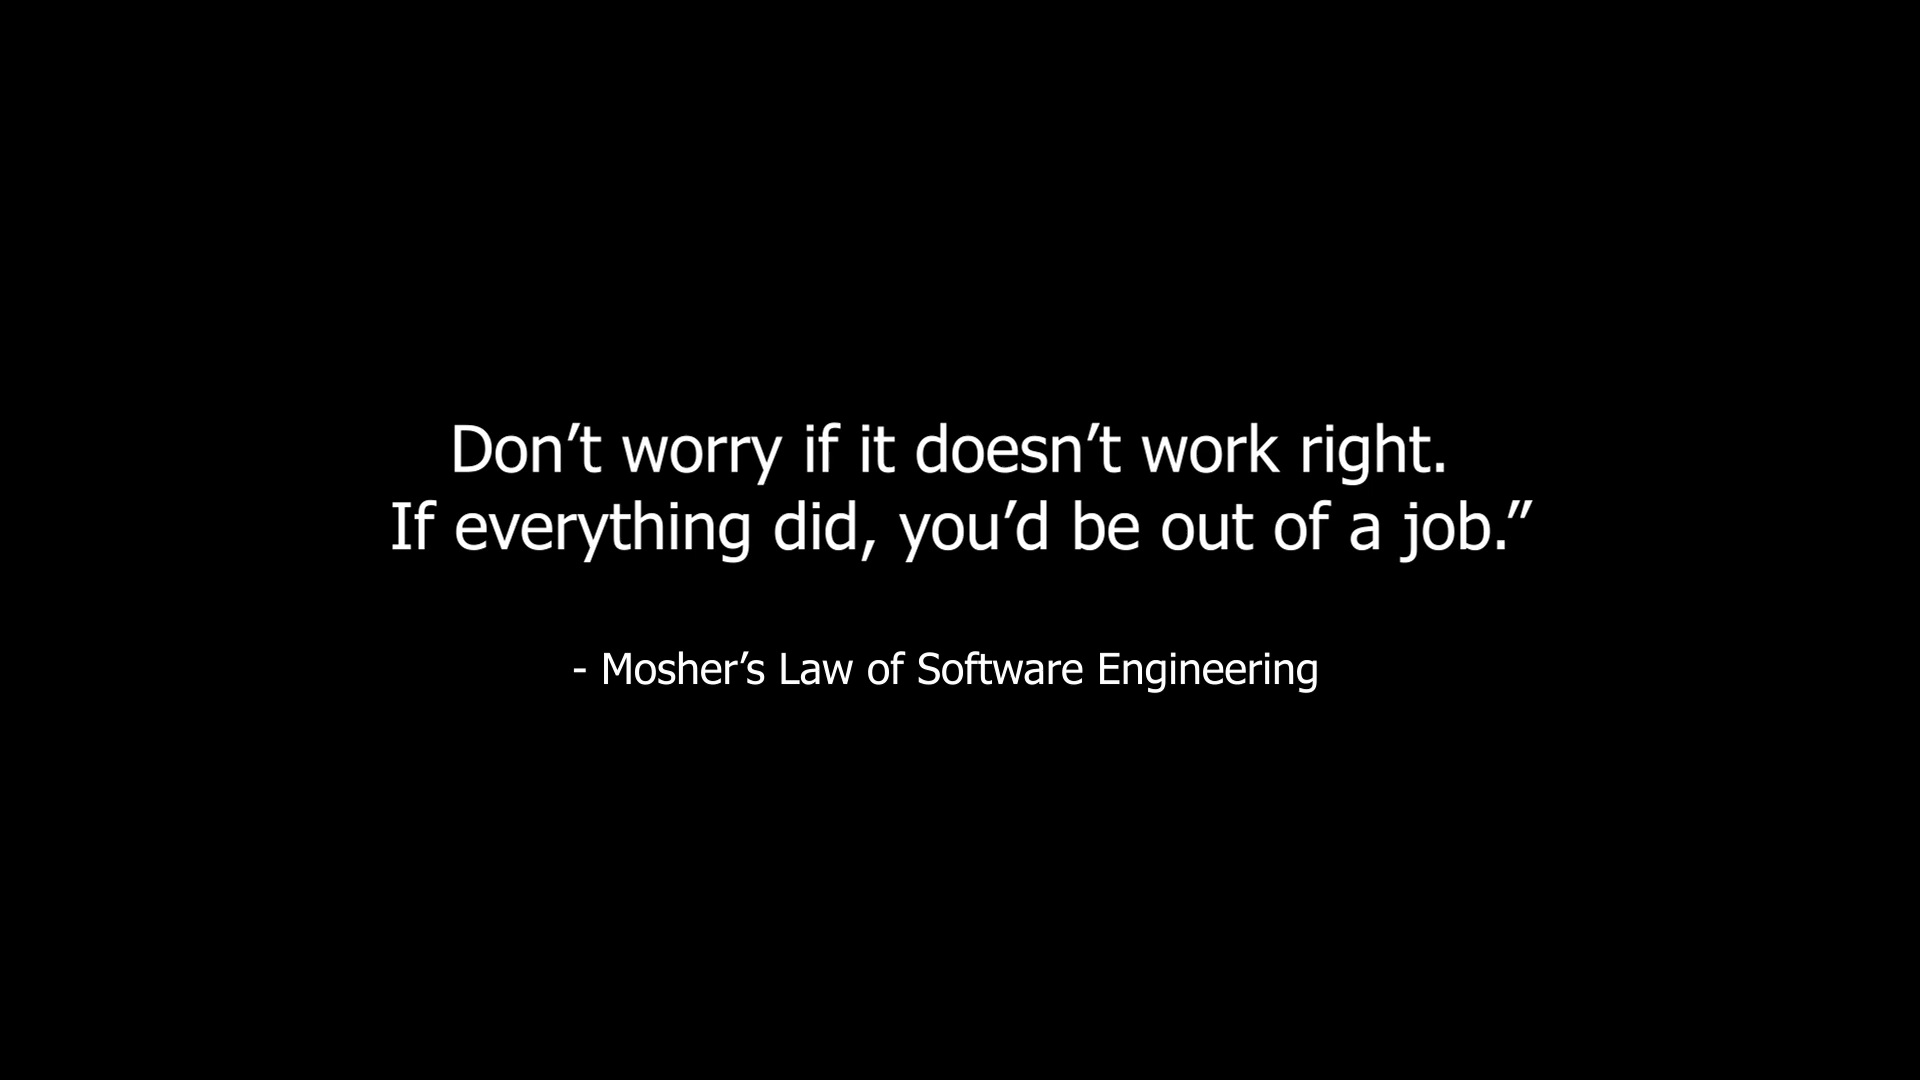 Don’t worry if it doesn’t work right.
If everything did, you’d be out of a job.”
- Mosher’s Law of Software Engineering